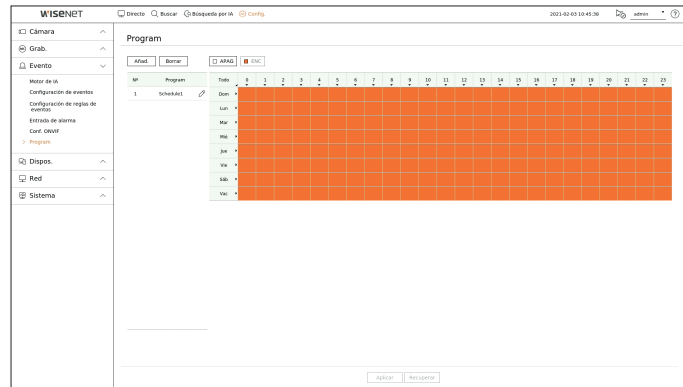 WISENET
Directo Buscar Búsqueda por IA Config. 2021-02-03 10:45:38 admin
Cámara
Grab.
Evento
Motor de IA
Configuración de eventos
Configuración de reglas de
eventos
Entrada de alarma
Conf. ONVIF
> Program
Dispos.
Red
Sistema
Program
Añad. Borrar APAG ENC
Nº Program Todo 0 1 2 3 4 5 6 7 8 9 10 11 12 13 14 15 16 17 18 19 20 21 22 23
1 Schedule1 Dom
Lun
Mar
Mié
Jue
Vie
Sáb
Vac
Aplicar Recuperar